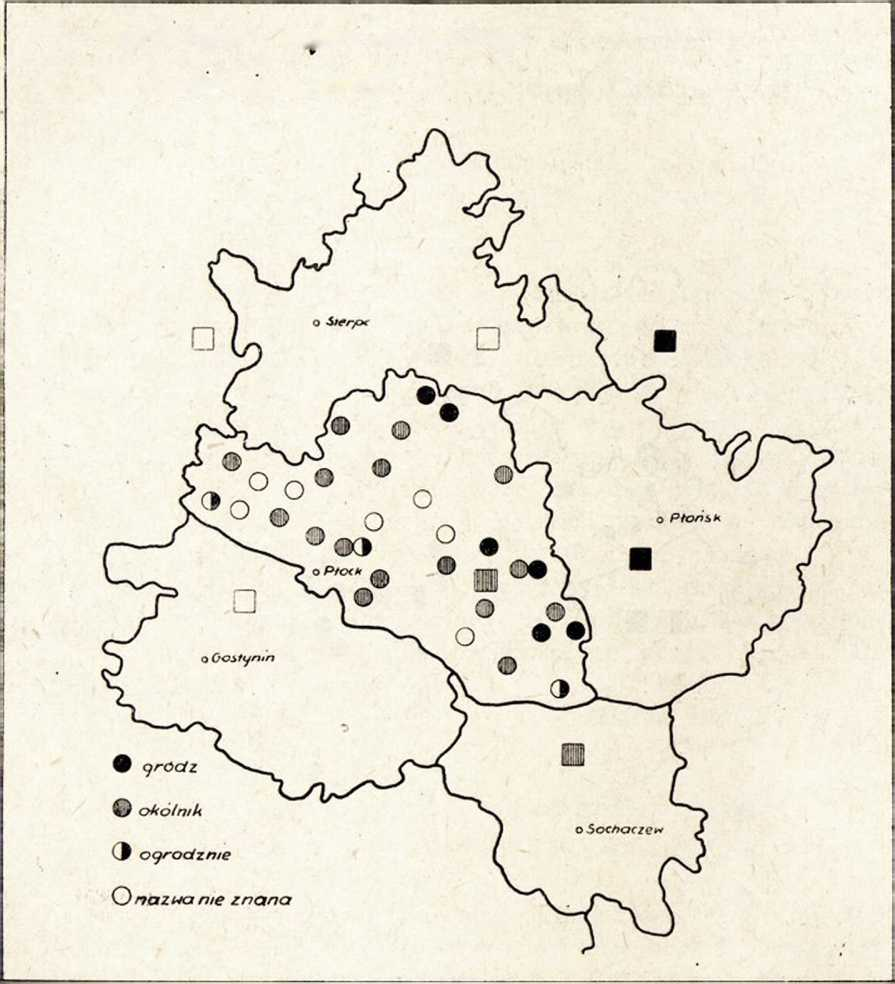 Sierpc
Płońsk
Płock
Gostynin
gródz
okólnik
ogrodznie
nazwa nie znana
Sochaczew